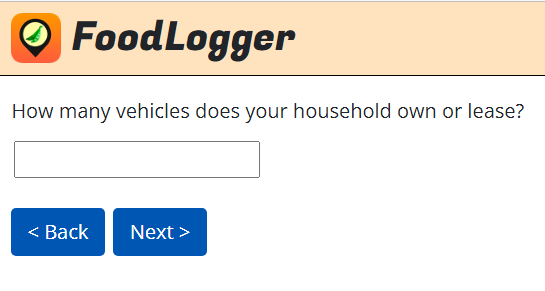 FoodLogger
How many vehicles does your household own or lease?
< Back Next >